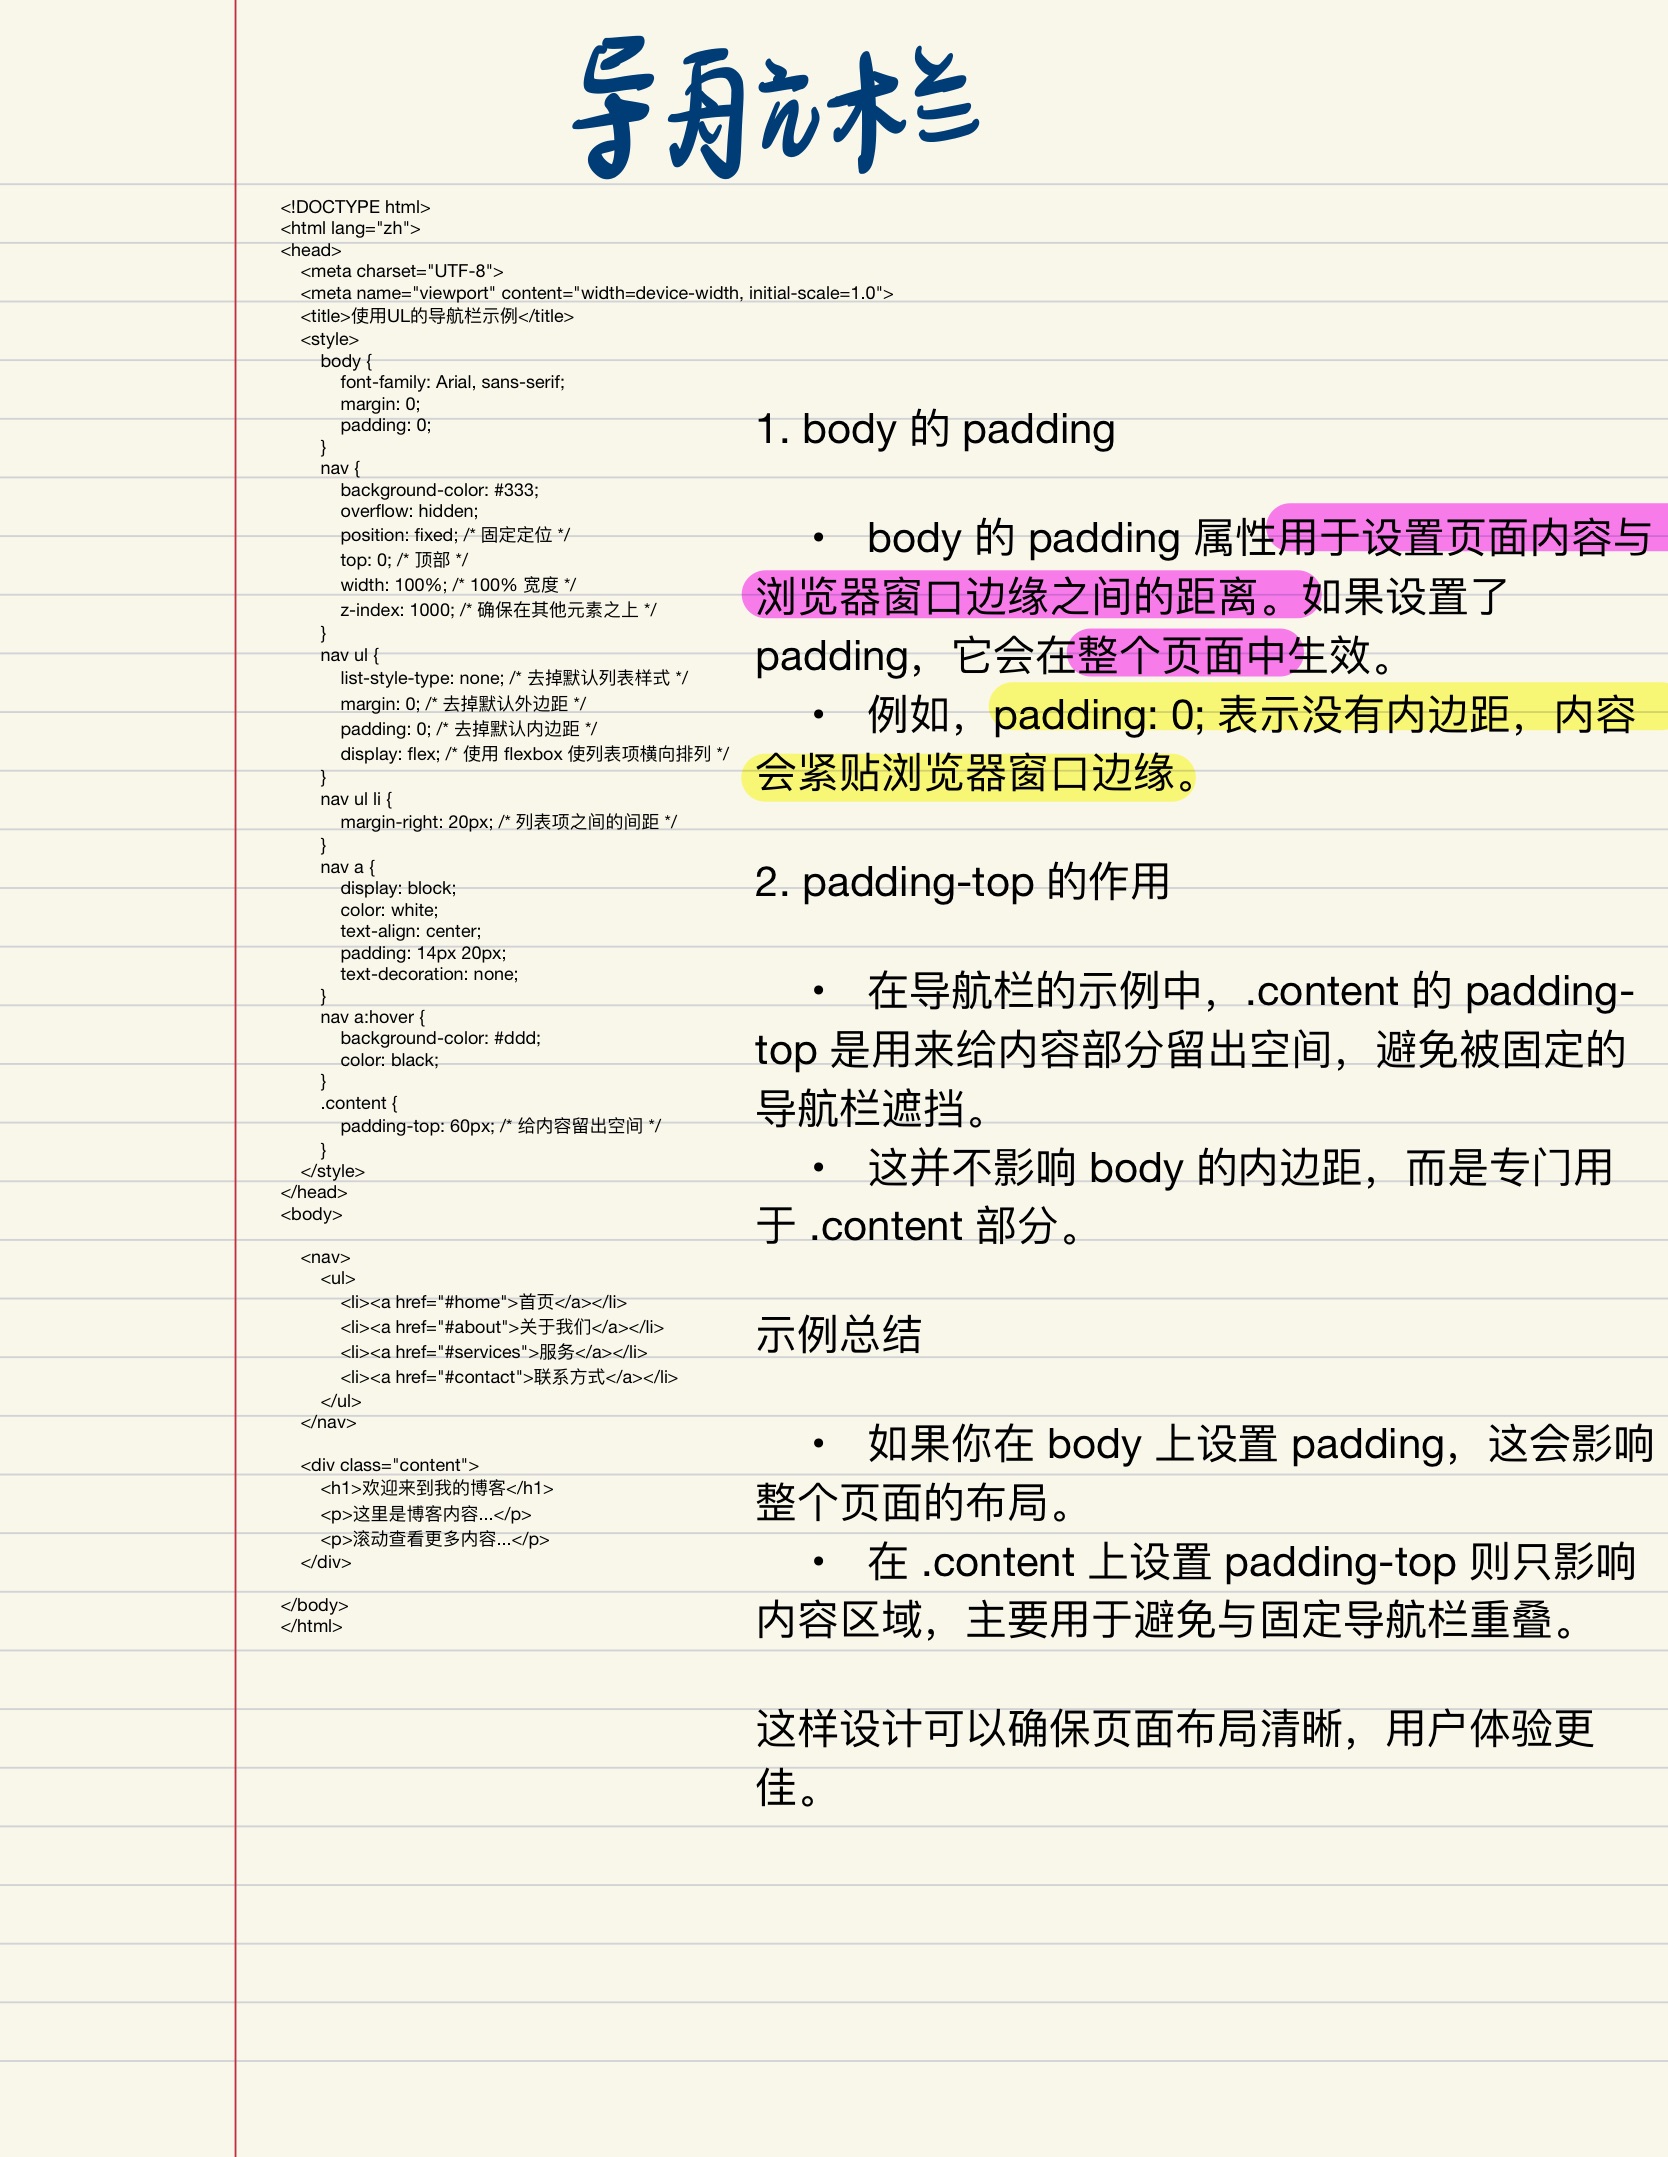 导航栏
<!DOCTYPE html>
<html lang="zh">
<head>
<meta charset="UTF-8">
<meta name="viewport" content="width=device-width, initial-scale=1.0">
<title>使用UL的导航栏示例</title>
<style>
body {
font-family: Arial, sans-serif;
margin: 0;
padding: 0;
}
nav {
background-color: #333;
overflow: hidden;
position: fixed; /* 固定定位 */
top: 0; /* 顶部 */
width: 100%; /* 100% 宽度 */
z-index: 1000; /* 确保在其他元素之上 */
}
nav ul {
list-style-type: none; /* 去掉默认列表样式 */
margin: 0; /* 去掉默认外边距 */
padding: 0; /* 去掉默认内边距 */
display: flex; /* 使用 flexbox 使列表项横向排列 */
}
nav ul li {
margin-right: 20px; /* 列表项之间的间距 */
}
nav a {
display: block;
color: white;
text-align: center;
padding: 14px 20px;
text-decoration: none;
}
nav a:hover {
background-color: #ddd;
color: black;
}
.content {
padding-top: 60px; /* 给内容留出空间 */
}
</style>
</head>
<body>
<nav>
<ul>
<li><a href="#home">首页</a></li>
<li><a href="#about">关于我们</a></li>
<li><a href="#services">服务</a></li>
<li><a href="#contact">联系方式</a></li>
</ul>
</nav>
<div class="content">
<h1>欢迎来到我的博客</h1>
<p>这里是博客内容...</p>
<p>滚动查看更多内容...</p>
</div>
</body>
</html>
1. body 的 padding
• body 的 padding 属性用于设置页面内容与
浏览器窗口边缘之间的距离。如果设置了
padding，它会在整个页面中生效。
• 例如，padding: 0; 表示没有内边距，内容
会紧贴浏览器窗口边缘。
2. padding-top 的作用
• 在导航栏的示例中，.content 的 padding-
top 是用来给内容部分留出空间，避免被固定的
导航栏遮挡。
• 这并不影响 body 的内边距，而是专门用
于 .content 部分。
示例总结
• 如果你在 body 上设置 padding，这会影响
整个页面的布局。
• 在 .content 上设置 padding-top 则只影响
内容区域，主要用于避免与固定导航栏重叠。
这样设计可以确保页面布局清晰，用户体验更
佳。